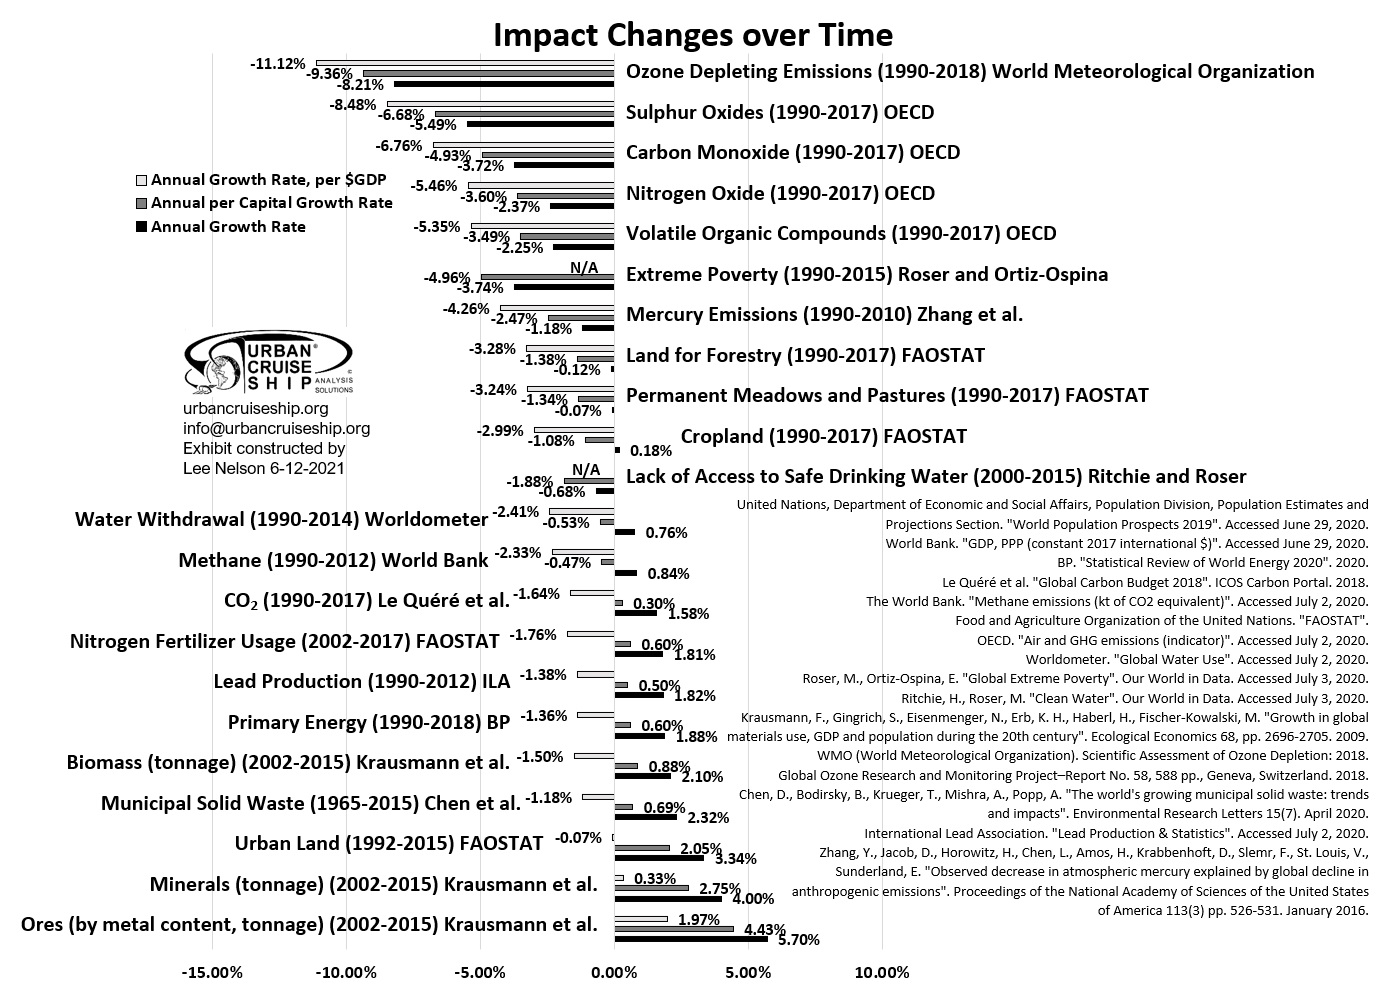 Impact Changes over Time
-11.12%
-9.36%
-8.21%
Ozone Depleting Emissions (1990-2018) World Meteorological Organization
-8.48%
-6.68%
-5.49%
Sulphur Oxides (1990-2017) OECD
-6.76%
-4.93%
-3.72%
Carbon Monoxide (1990-2017) OECD
Annual Growth Rate, per $GDP
Annual per Capital Growth Rate
Annual Growth Rate
-5.46%
-3.60%
-2.37%
Nitrogen Oxide (1990-2017) OECD
-5.35%
-3.49%
-2.25%
Volatile Organic Compounds (1990-2017) OECD
N/A
-4.96%
-3.74%
Extreme Poverty (1990-2015) Roser and Ortiz-Ospina
-4.26%
-2.47%
-1.18%
Mercury Emissions (1990-2010) Zhang et al.
-3.28%
-1.38%
-0.12%
Land for Forestry (1990-2017) FAOSTAT
-3.24%
-1.34%
-0.07%
Permanent Meadows and Pastures (1990-2017) FAOSTAT
-2.99%
-1.08%
0.18%
Cropland (1990-2017) FAOSTAT
N/A
-1.88%
-0.68%
Lack of Access to Safe Drinking Water (2000-2015) Ritchie and Roser
URBAN®
CRUISE
SHIP ANALYSIS SOLUTIONS
©
urbancruiseship.org
info@urbancruiseship.org
Exhibit constructed by
Lee Nelson 6-12-2021
Water Withdrawal (1990-2014) Worldometer
-2.41%
-0.53%
0.76%
Methane (1990-2012) World Bank
-2.33%
-0.47%
0.84%
CO₂ (1990-2017) Le Quéré et al.
-1.64%
0.30%
1.58%
Nitrogen Fertilizer Usage (2002-2017) FAOSTAT
-1.76%
0.60%
1.81%
Lead Production (1990-2012) ILA
-1.38%
0.50%
1.82%
Primary Energy (1990-2018) BP
-1.36%
0.60%
1.88%
Biomass (tonnage) (2002-2015) Krausmann et al.
-1.50%
0.88%
2.10%
Municipal Solid Waste (1965-2015) Chen et al.
-1.18%
0.69%
2.32%
Urban Land (1992-2015) FAOSTAT
-0.07%
2.05%
3.34%
Minerals (tonnage) (2002-2015) Krausmann et al.
0.33%
2.75%
4.00%
Ores (by metal content, tonnage) (2002-2015) Krausmann et al.
1.97%
4.43%
5.70%
United Nations, Department of Economic and Social Affairs, Population Division, Population Estimates and
Projections Section. "World Population Prospects 2019". Accessed June 29, 2020.
World Bank. "GDP, PPP (constant 2017 international $)". Accessed June 29, 2020.
BP. "Statistical Review of World Energy 2020". 2020.
Le Quéré et al. "Global Carbon Budget 2018". ICOS Carbon Portal. 2018.
The World Bank. "Methane emissions (kt of CO2 equivalent)". Accessed July 2, 2020.
Food and Agriculture Organization of the United Nations. "FAOSTAT".
OECD. "Air and GHG emissions (indicator)". Accessed July 2, 2020.
Worldometer. "Global Water Use". Accessed July 2, 2020.
Roser, M., Ortiz-Ospina, E. "Global Extreme Poverty". Our World in Data. Accessed July 3, 2020.
Ritchie, H., Roser, M. "Clean Water". Our World in Data. Accessed July 3, 2020.
Krausmann, F., Gingrich, S., Eisenmenger, N., Erb, K. H., Haberl, H., Fischer-Kowalski, M. "Growth in global
materials use, GDP and population during the 20th century". Ecological Economics 68, pp. 2696-2705. 2009.
WMO (World Meteorological Organization). Scientific Assessment of Ozone Depletion: 2018.
Global Ozone Research and Monitoring Project–Report No. 58, 588 pp., Geneva, Switzerland. 2018.
Chen, D., Bodirsky, B., Krueger, T., Mishra, A., Popp, A. "The world's growing municipal solid waste: trends
and impacts". Environmental Research Letters 15(7). April 2020.
International Lead Association. "Lead Production & Statistics". Accessed July 2, 2020.
Zhang, Y., Jacob, D., Horowitz, H., Chen, L., Amos, H., Krabbenhoft, D., Slemr, F., St. Louis, V.,
Sunderland, E. "Observed decrease in atmospheric mercury explained by global decline in
anthropogenic emissions". Proceedings of the National Academy of Sciences of the United States
of America 113(3) pp. 526-531. January 2016.
-15.00%
-10.00%
-5.00%
0.00%
5.00%
10.00%